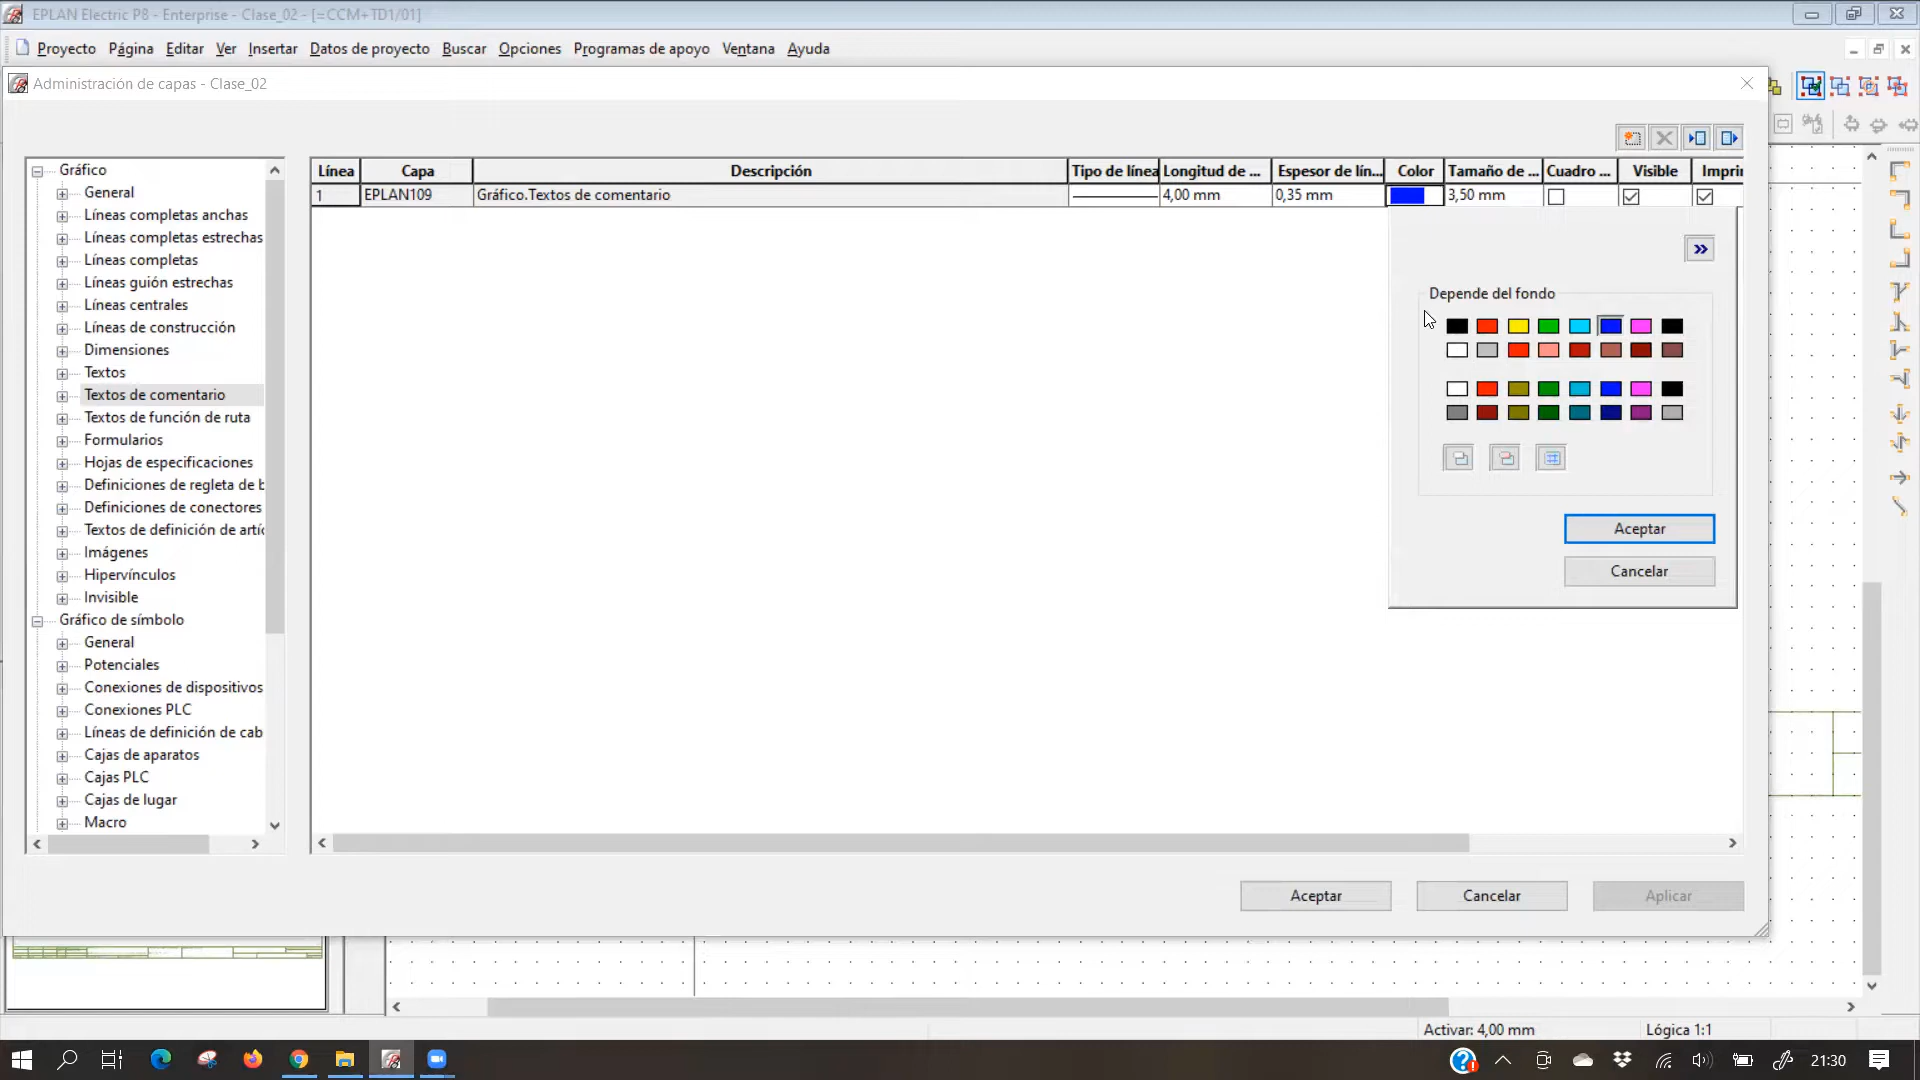 EPLAN Electric P8 - Enterprise - Clase_02 - [=CCM+TD1/01]
Proyecto Página Editar Ver Insertar Datos de proyecto Buscar Opciones Programas de apoyo Ventana Ayuda
Administración de capas - Clase_02
Línea Capa Descripción Tipo de línea Longitud de ... Espesor de lín... Color Tamaño de ... Cuadro ... Visible Imprir
1 EPLAN109 Gráfico.Textos de comentario 4,00 mm 0,35 mm 3,50 mm
Gráfico
General
Líneas completas anchas
Líneas completas estrechas
Líneas completas
Líneas guión estrechas
Líneas centrales
Líneas de construcción
Dimensiones
Textos
Textos de comentario
Textos de función de ruta
Formularios
Hojas de especificaciones
Definiciones de regleta de b
Definiciones de conectores
Textos de definición de artíc
Imágenes
Hipervínculos
Invisible
Gráfico de símbolo
General
Potenciales
Conexiones de dispositivos
Conexiones PLC
Líneas de definición de cab
Cajas de aparatos
Cajas PLC
Cajas de lugar
Macro
Depende del fondo
Aceptar
Cancelar
Aceptar Cancelar Aplicar
Activar: 4,00 mm Lógica 1:1
21:30